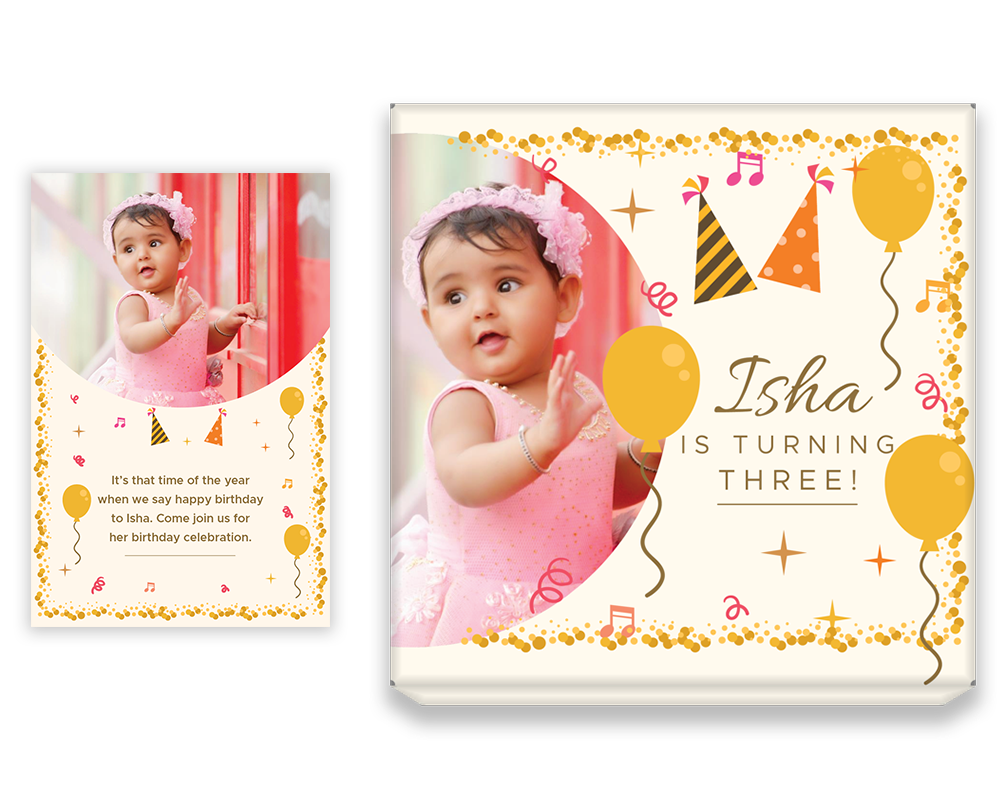 It's that time of the year
when we say happy birthday
to Isha. Come join us for
her birthday celebration.
Isha
IS TURNING
THREE!